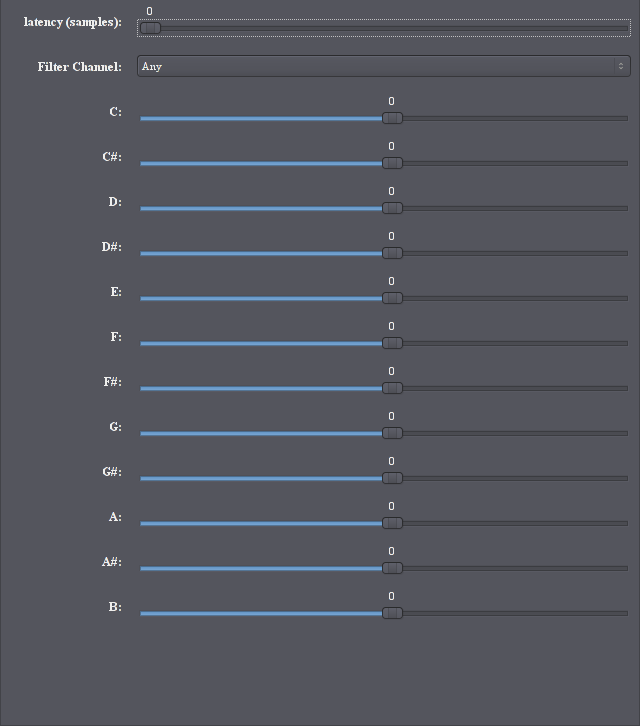 0
latency (samples):
Filter Channel: Any
0
C:
0
C#:
0
D:
0
D#:
0
E:
0
F:
0
F#:
0
G:
0
G#:
0
A:
0
A#:
0
B: